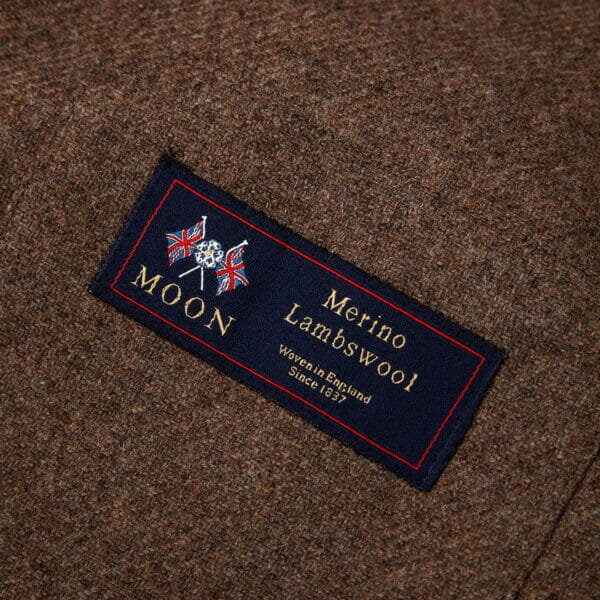 MOON
Merino
Lambswool
Woven in England
Since 1837